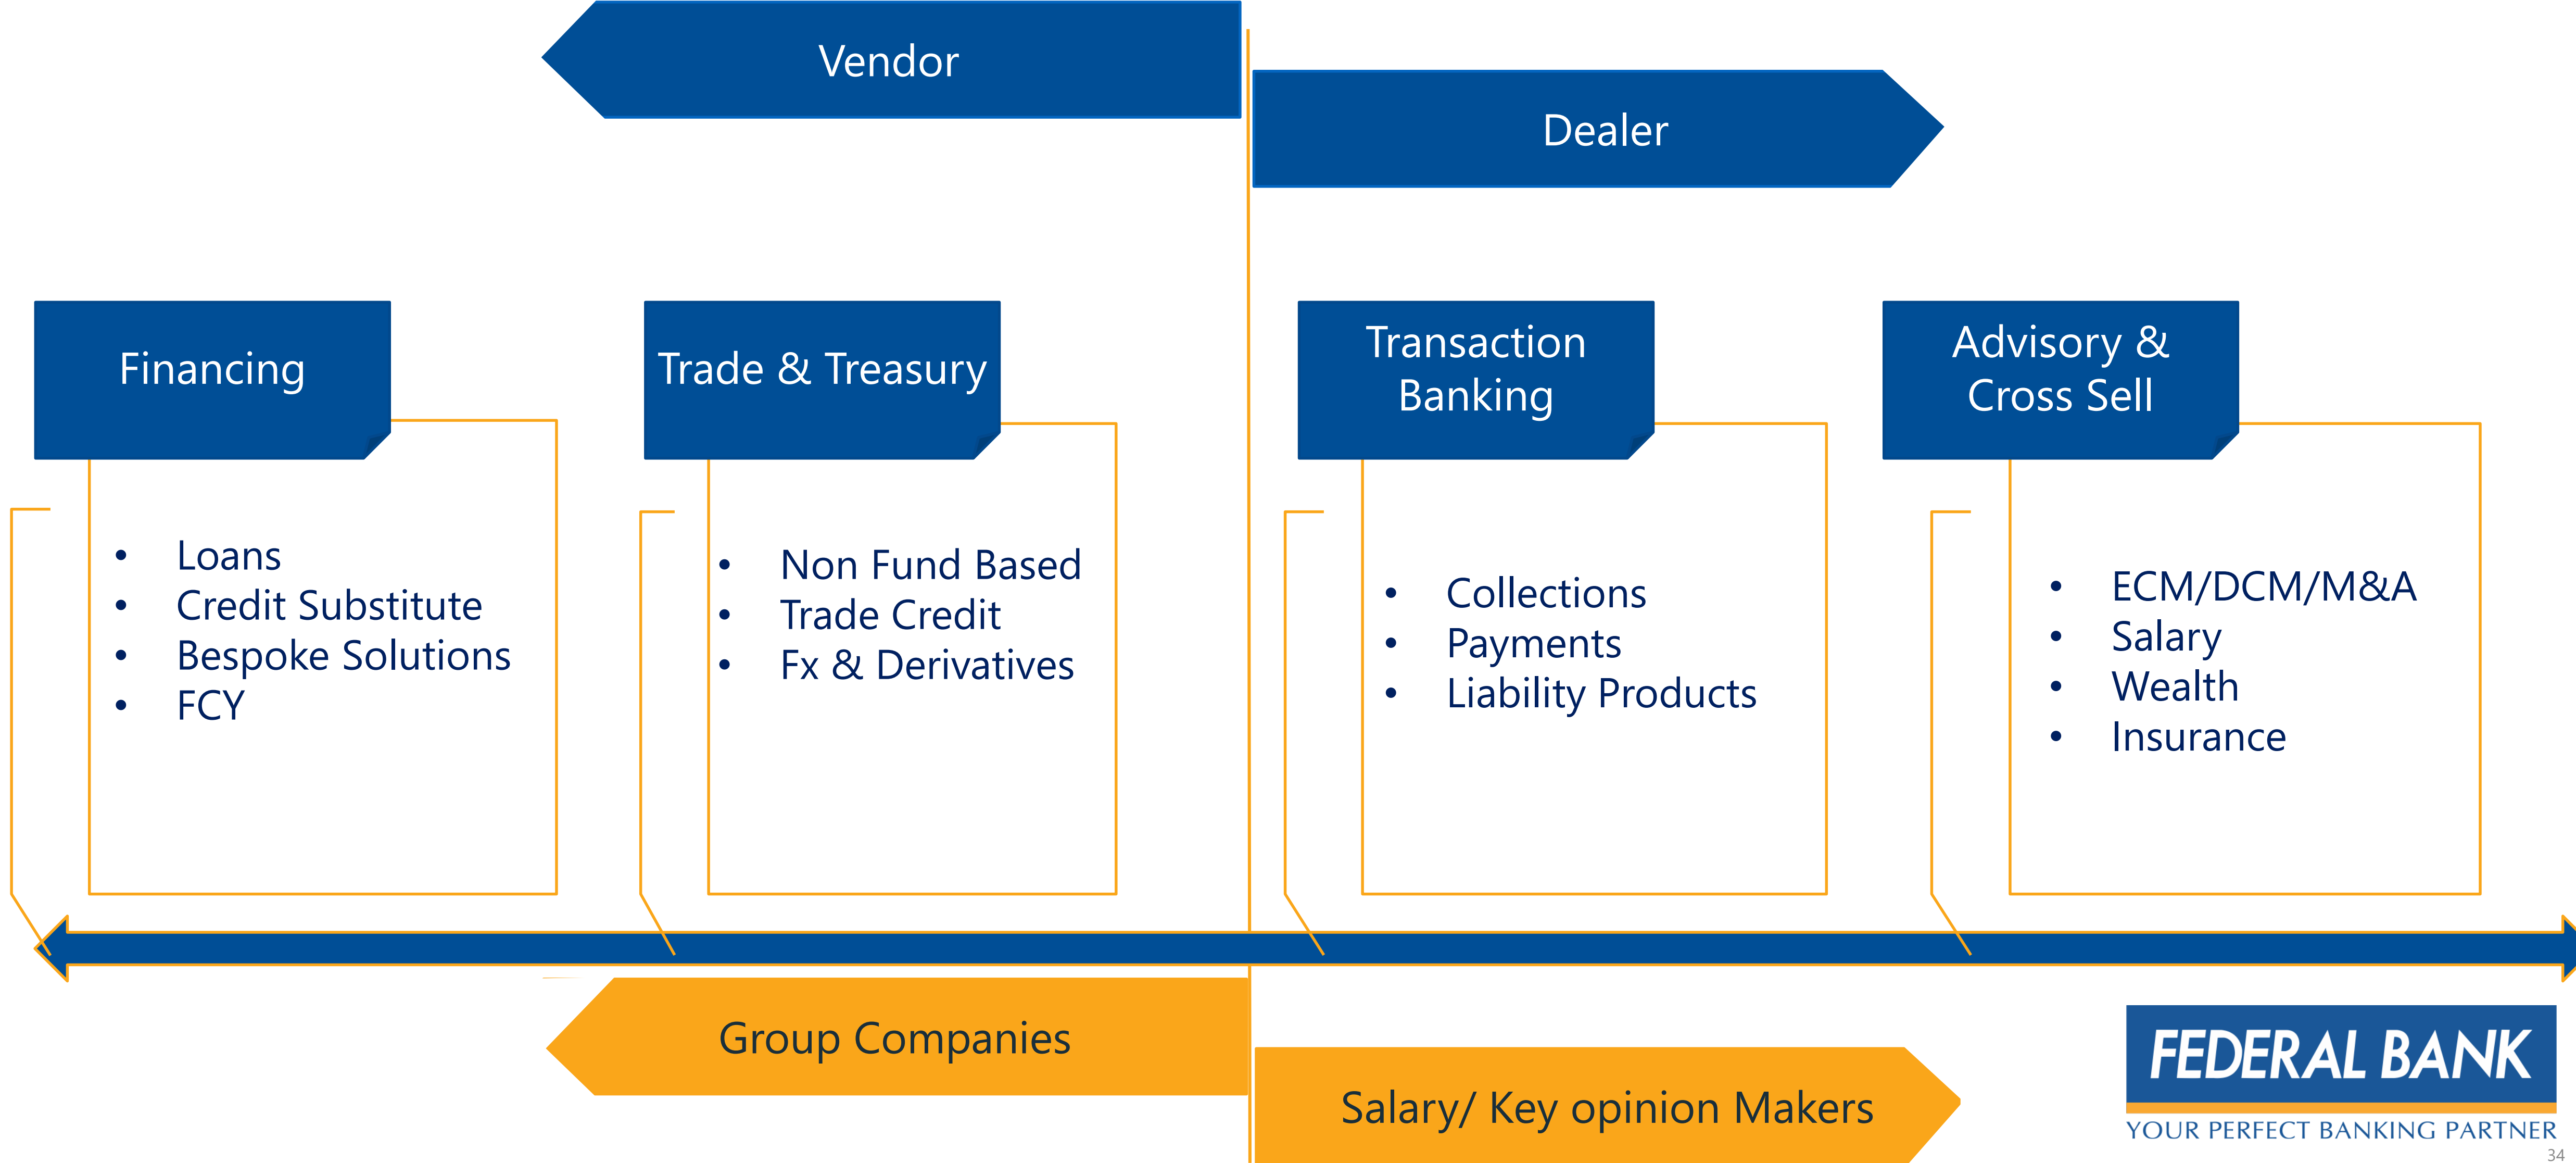 Vendor
Dealer
Financing
• Loans
• Credit Substitute
• Bespoke Solutions
• FCY
Trade & Treasury
• Non Fund Based
• Trade Credit
• Fx & Derivatives
Transaction
Banking
• Collections
• Payments
• Liability Products
Advisory &
Cross Sell
• ECM/DCM/M&A
• Salary
• Wealth
• Insurance
Group Companies
Salary/ Key opinion Makers
FEDERAL BANK
YOUR PERFECT BANKING PARTNER
34